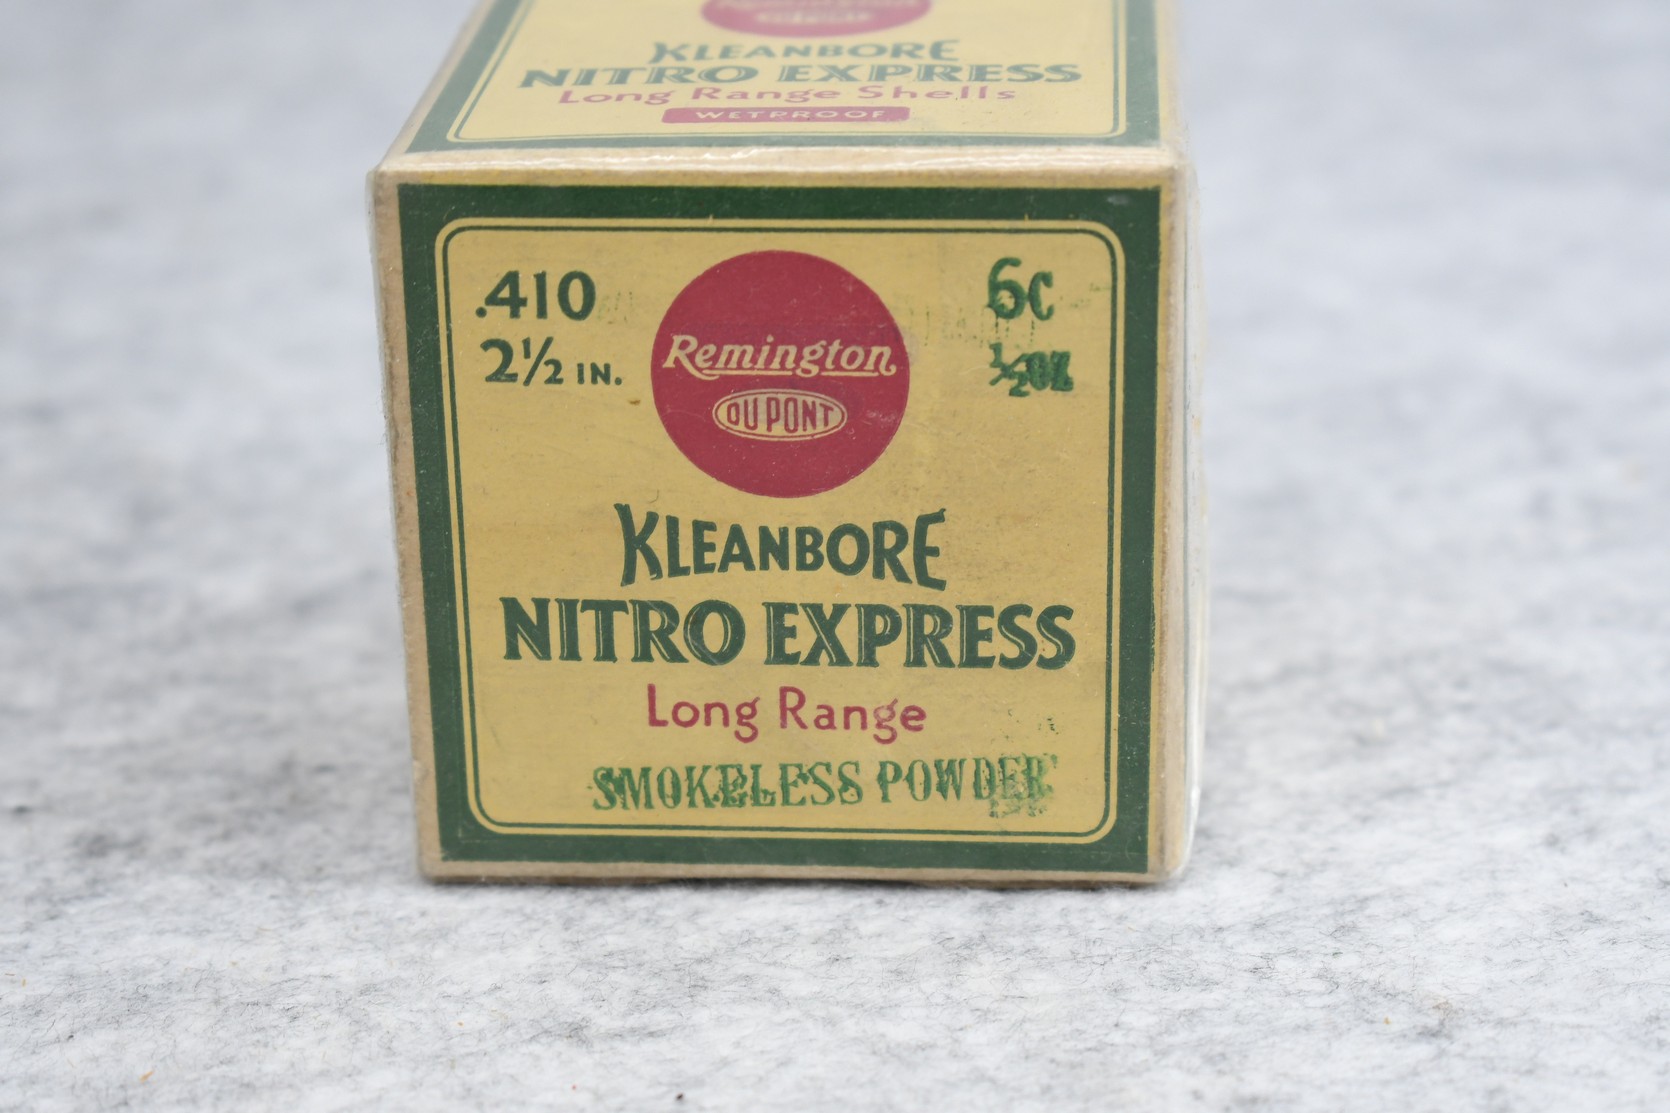 KLEANBORE
NITRO EXPRESS
Long Range Shells
WETPROOF
.410
2½ IN.
Remington
DU PONT
6C
½oz
KLEANBORE
NITRO EXPRESS
Long Range
SMOKELESS POWDER